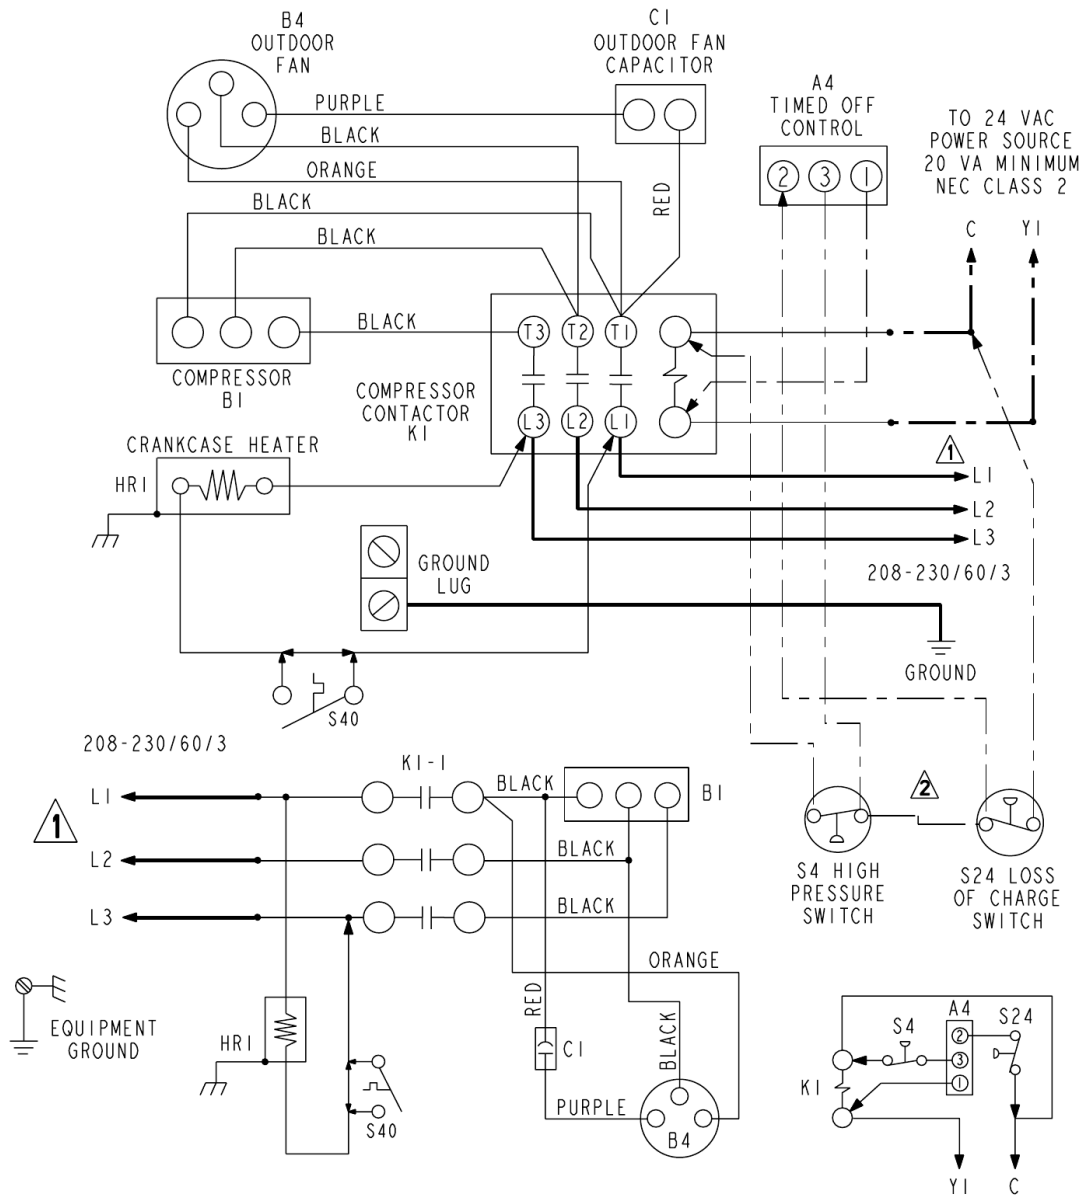 B4
OUTDOOR
FAN
C1
OUTDOOR FAN
CAPACITOR
A4
TIMED OFF
CONTROL
TO 24 VAC
POWER SOURCE
20 VA MINIMUM
NEC CLASS 2
PURPLE
BLACK
ORANGE
BLACK
BLACK
RED
2 3 1
C Y1
BLACK
T3 T2 T1
COMPRESSOR
B1
COMPRESSOR
CONTACTOR
K1
L3 L2 L1
CRANKCASE HEATER
HR1
1
L1
L2
L3
208-230/60/3
GROUND
LUG
GROUND
S40
208-230/60/3
K1-1
BLACK
B1
L1
1
L2
BLACK
L3
BLACK
2
S4 HIGH
PRESSURE
SWITCH
S24 LOSS
OF CHARGE
SWITCH
ORANGE
RED
BLACK
EQUIPMENT
GROUND
HR1
C1
S40
PURPLE
B4
A4
S4
S24
2
3
1
K1
Y1 C